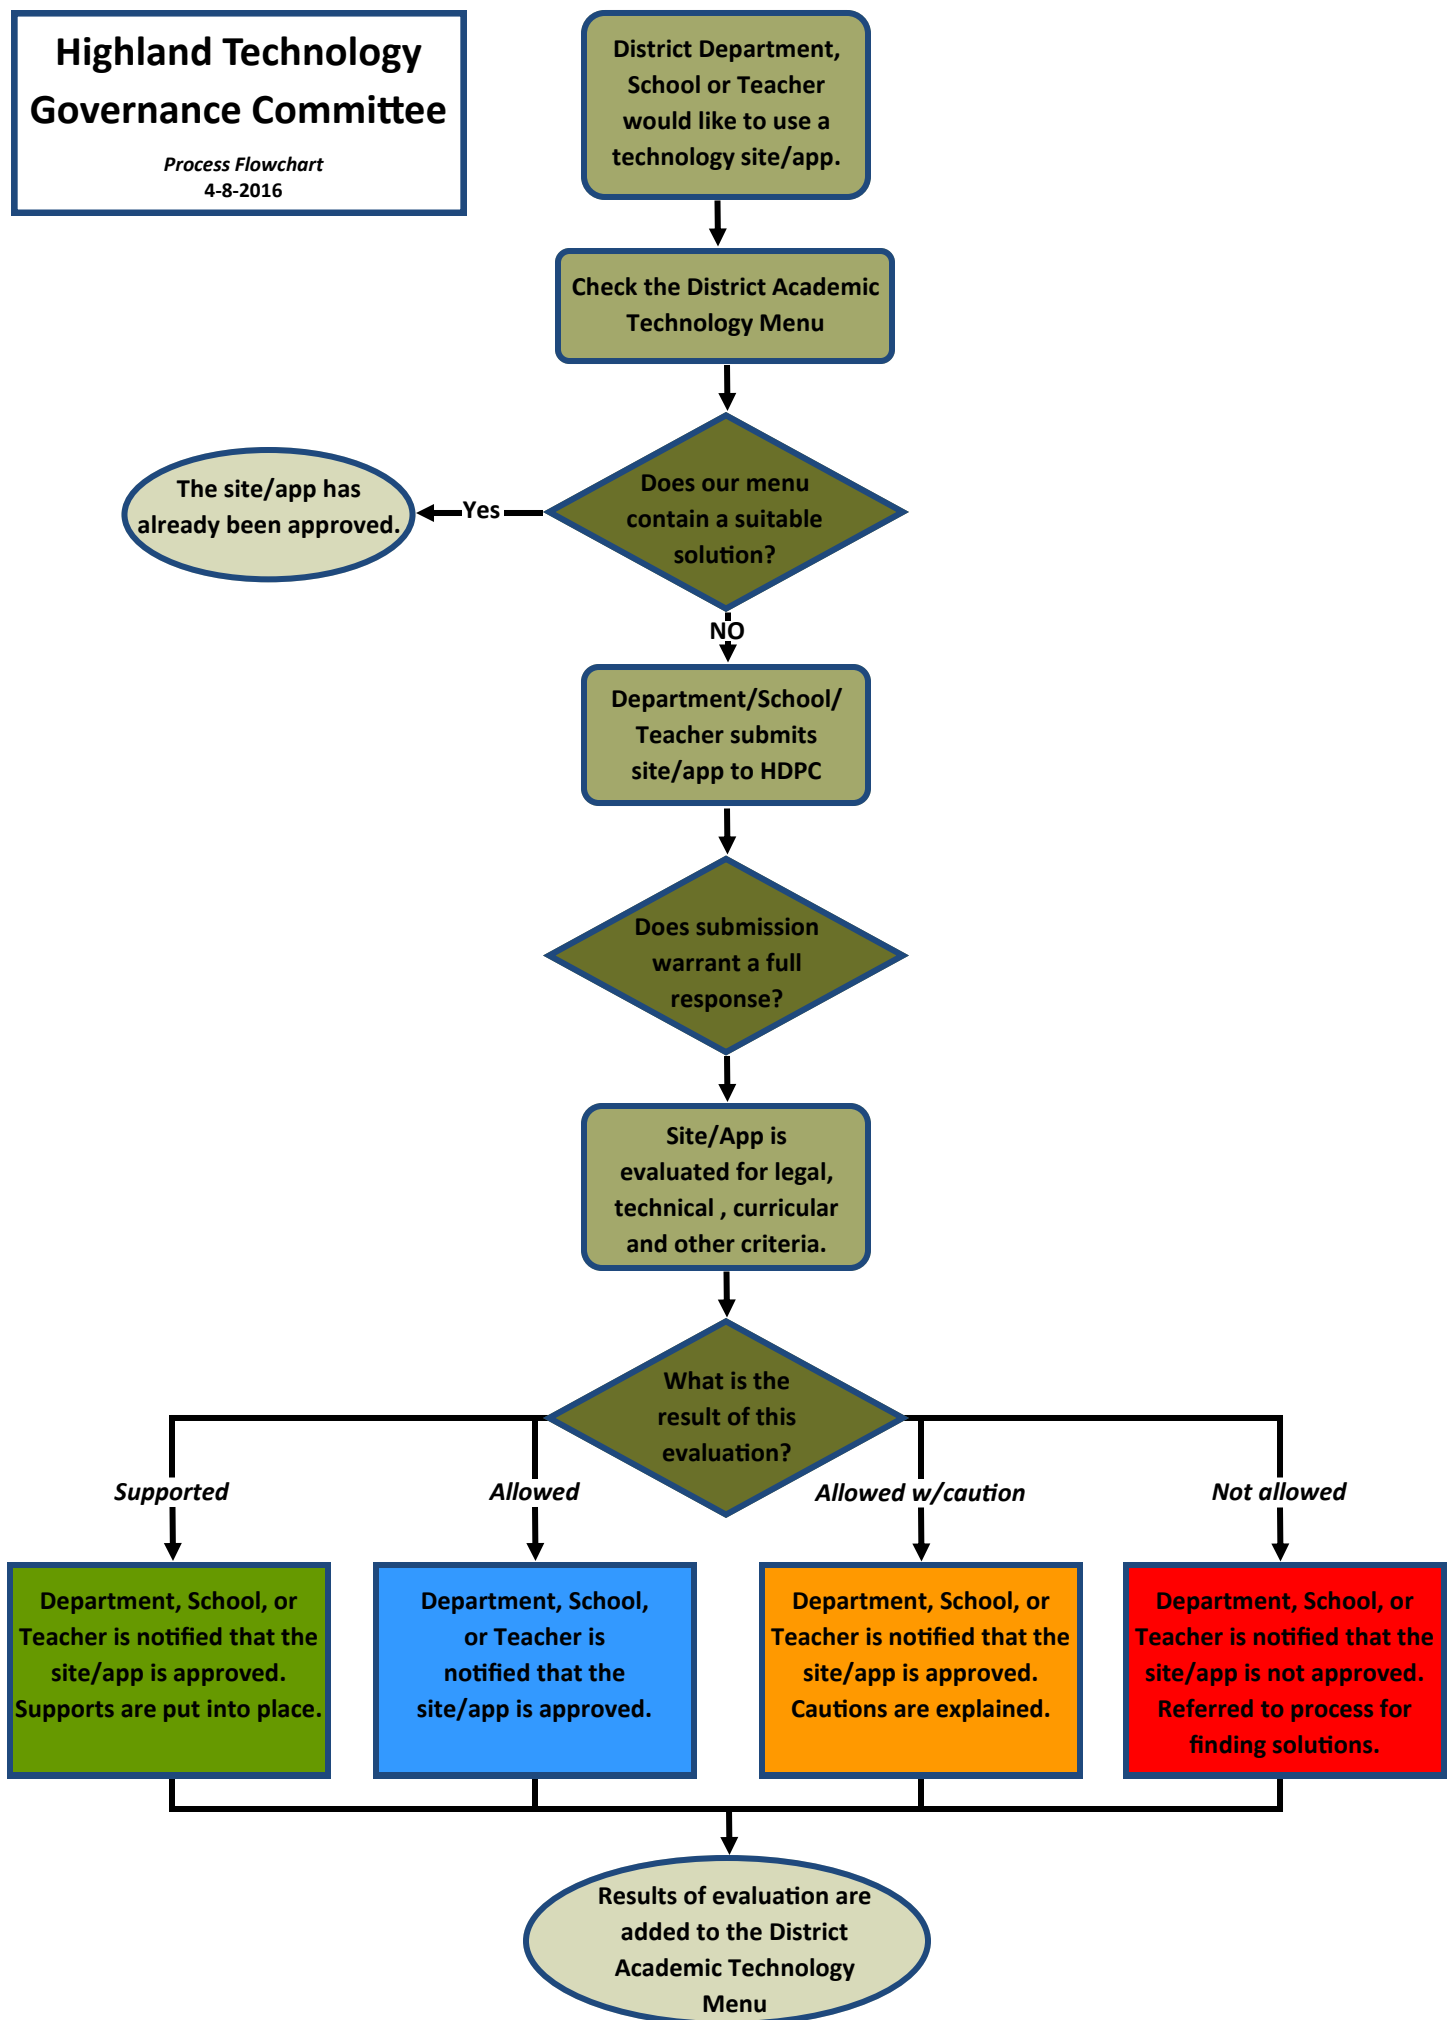 Highland Technology
Governance Committee
Process Flowchart
4-8-2016
District Department,
School or Teacher
would like to use a
technology site/app.
Check the District Academic
Technology Menu
Does our menu
contain a suitable
solution?
Yes
The site/app has
already been approved.
NO
Department/School/
Teacher submits
site/app to HDPC
Does submission
warrant a full
response?
Site/App is
evaluated for legal,
technical , curricular
and other criteria.
What is the
result of this
evaluation?
Supported
Allowed
Allowed w/caution
Not allowed
Department, School, or
Teacher is notified that the
site/app is approved.
Supports are put into place.
Department, School,
or Teacher is
notified that the
site/app is approved.
Department, School, or
Teacher is notified that the
site/app is approved.
Cautions are explained.
Department, School, or
Teacher is notified that the
site/app is not approved.
Referred to process for
finding solutions.
Results of evaluation are
added to the District
Academic Technology
Menu